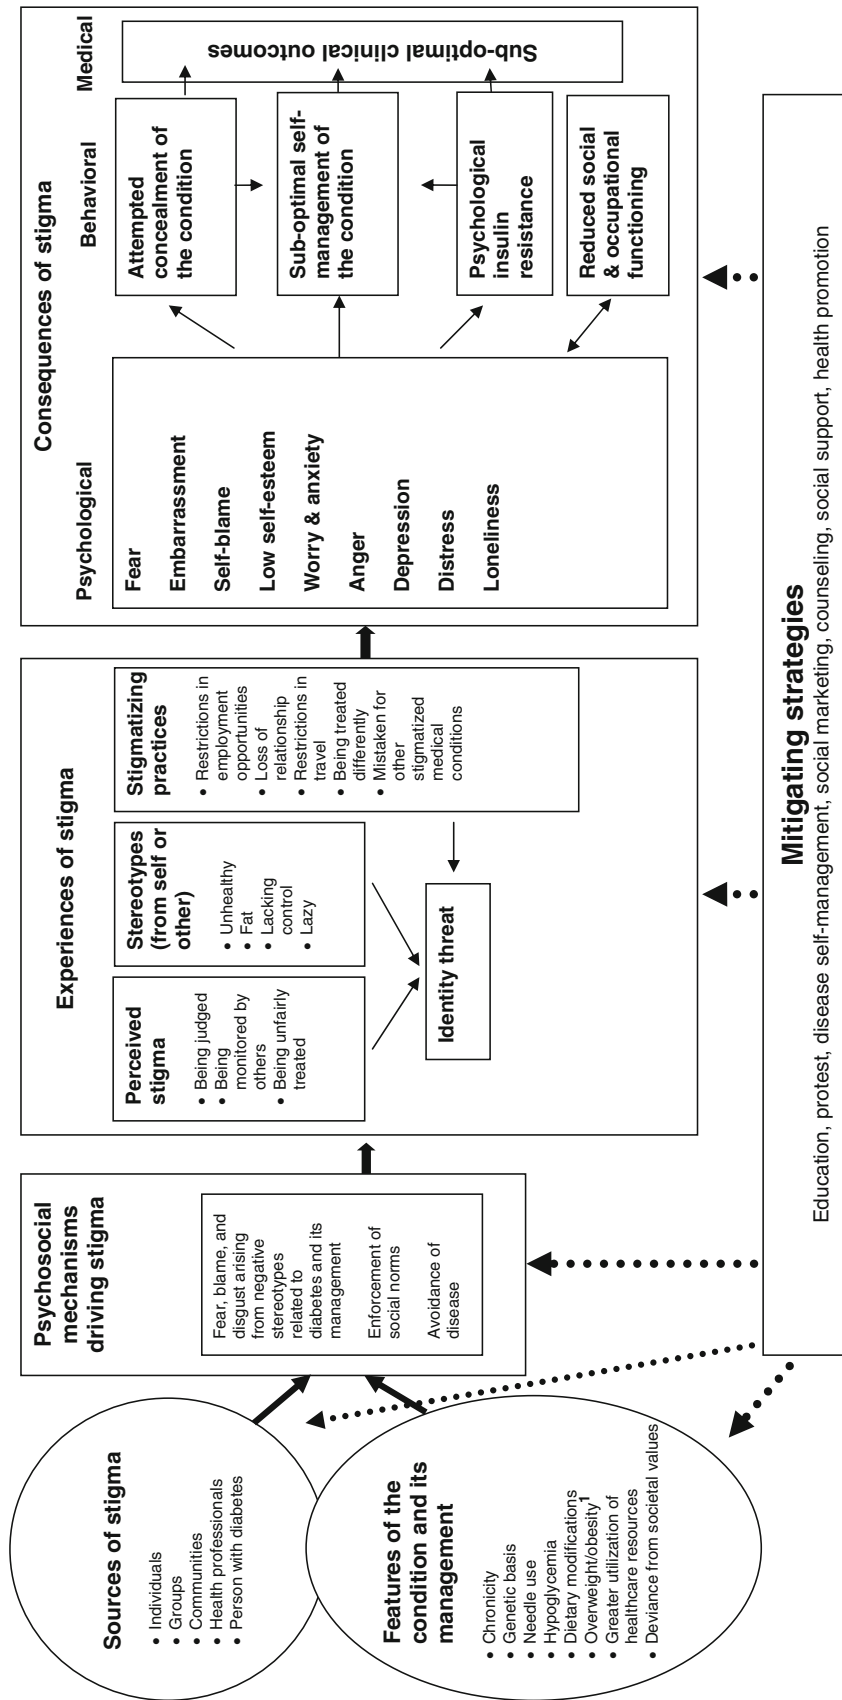 Sources of stigma
• Individuals
• Groups
• Communities
• Health professionals
• Person with diabetes
Features of the
condition and its
management
• Chronicity
• Genetic basis
• Needle use
• Hypoglycemia
• Dietary modifications
• Overweight/obesity¹
• Greater utilization of
healthcare resources
• Deviance from societal values
Psychosocial
mechanisms
driving stigma
Fear, blame, and
disgust arising
from negative
stereotypes
related to
diabetes and its
management
Enforcement of
social norms
Avoidance of
disease
Experiences of stigma
Perceived
stigma
• Being judged
• Being
monitored by
others
• Being unfairly
treated
Stereotypes
(from self or
other)
• Unhealthy
• Fat
• Lacking
control
• Lazy
Stigmatizing
practices
• Restrictions in
employment
opportunities
• Loss of
relationship
• Restrictions in
travel
• Being treated
differently
• Mistaken for
other
stigmatized
medical
conditions
Identity threat
Consequences of stigma
Psychological
Behavioral
Medical
Fear
Embarrassment
Self-blame
Low self-esteem
Worry & anxiety
Anger
Depression
Distress
Loneliness
Attempted
concealment of
the condition
Sub-optimal self-
management of
the condition
Psychological
insulin
resistance
Reduced social
& occupational
functioning
Sub-optimal clinical outcomes
Mitigating strategies
Education, protest, disease self-management, social marketing, counseling, social support, health promotion